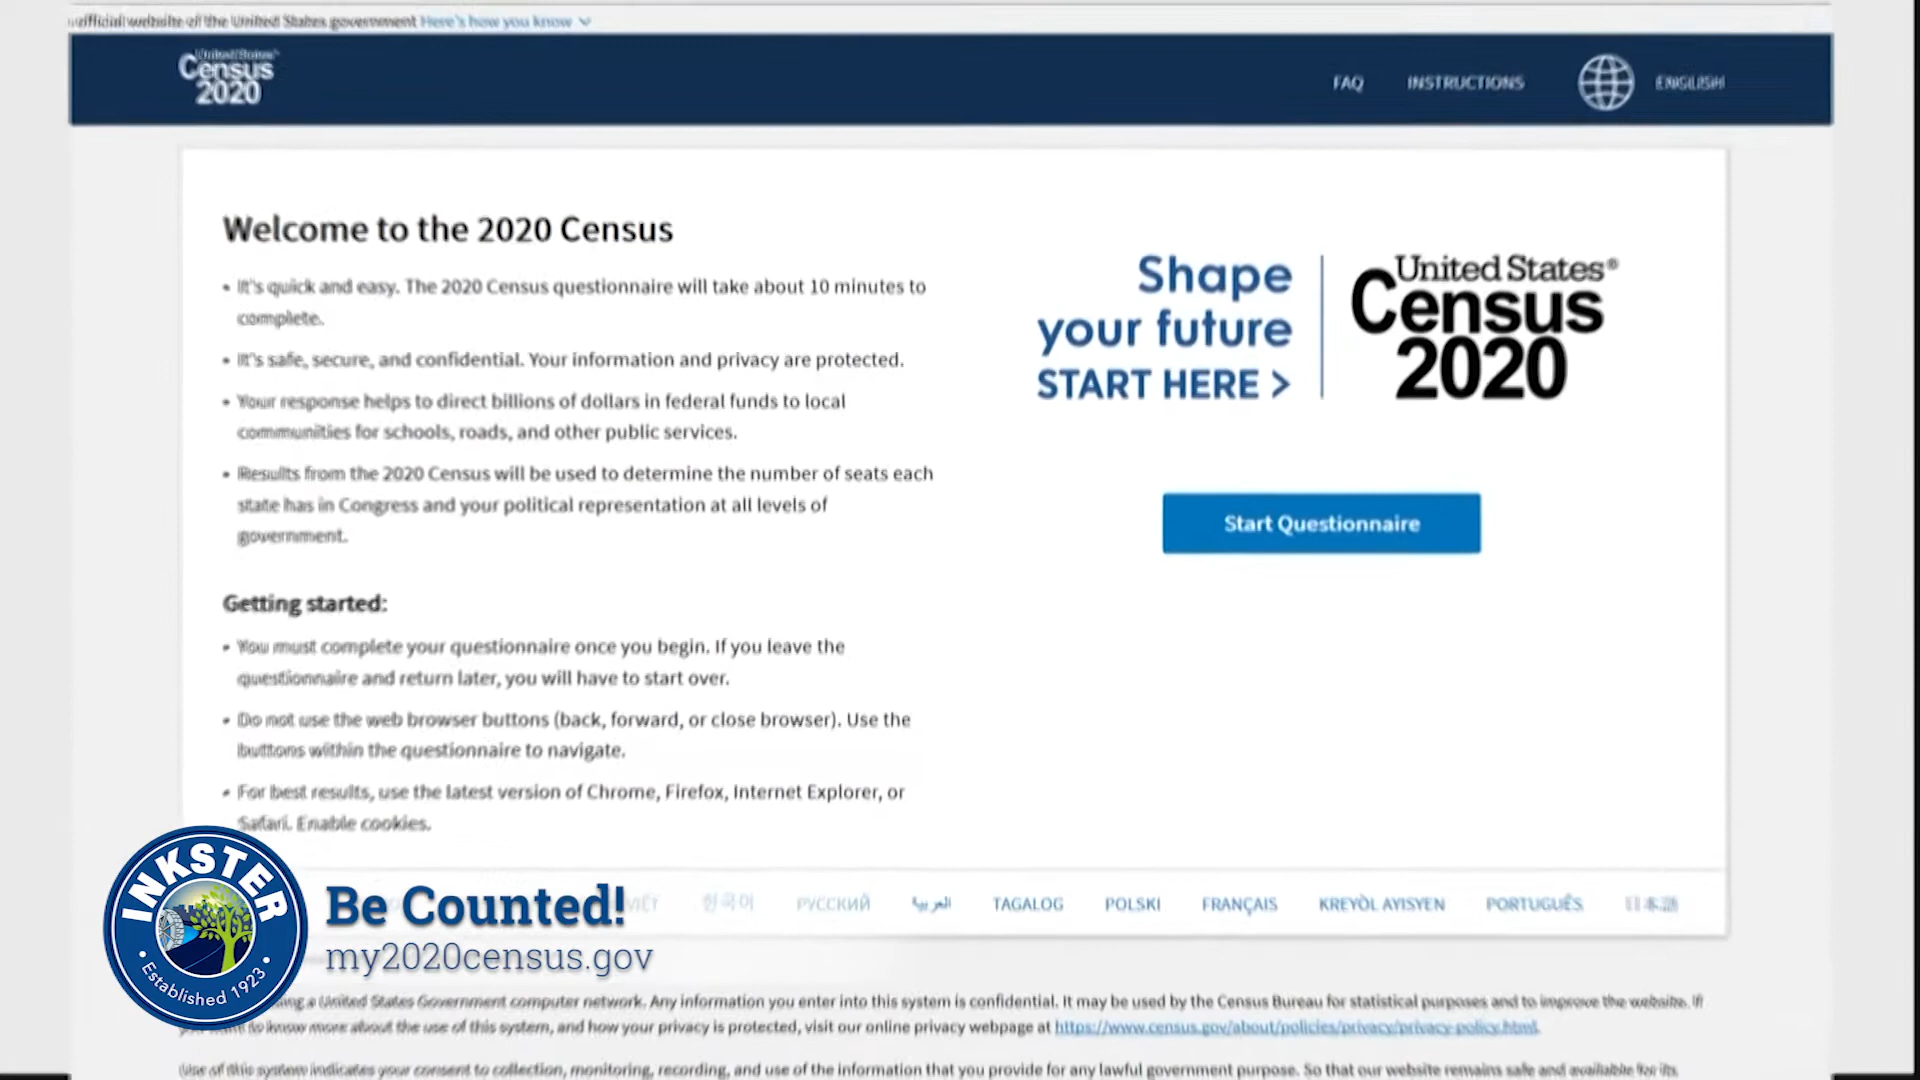 official website of the United States government Here's how you know
United States
Census
2020
FAQ
INSTRUCTIONS
ENGLISH
Welcome to the 2020 Census
• It's quick and easy. The 2020 Census questionnaire will take about 10 minutes to
complete.
• It's safe, secure, and confidential. Your information and privacy are protected.
• Your response helps to direct billions of dollars in federal funds to local
communities for schools, roads, and other public services.
• Results from the 2020 Census will be used to determine the number of seats each
state has in Congress and your political representation at all levels of
government.
Shape
your future
START HERE >
United States®
Census
2020
Start Questionnaire
Getting started:
• You must complete your questionnaire once you begin. If you leave the
questionnaire and return later, you will have to start over.
• Do not use the web browser buttons (back, forward, or close browser). Use the
buttons within the questionnaire to navigate.
• For best results, use the latest version of Chrome, Firefox, Internet Explorer, or
Safari. Enable cookies.
한국어
РУССКИЙ
العربية
TAGALOG
POLSKI
FRANÇAIS
KREYÒL AYISYEN
PORTUGUÊS
日本語
INKSTER
• Established 1923 •
Be Counted!
my2020census.gov
a United States Government computer network. Any information you enter into this system is confidential. It may be used by the Census Bureau for statistical purposes and to improve the website. If
to know more about the use of this system, and how your privacy is protected, visit our online privacy webpage at https://www.census.gov/about/policies/privacy/privacy-policy.html.
Use of this system indicates your consent to collection, monitoring, recording, and use of the information that you provide for any lawful government purpose. So that our website remains safe and available for its